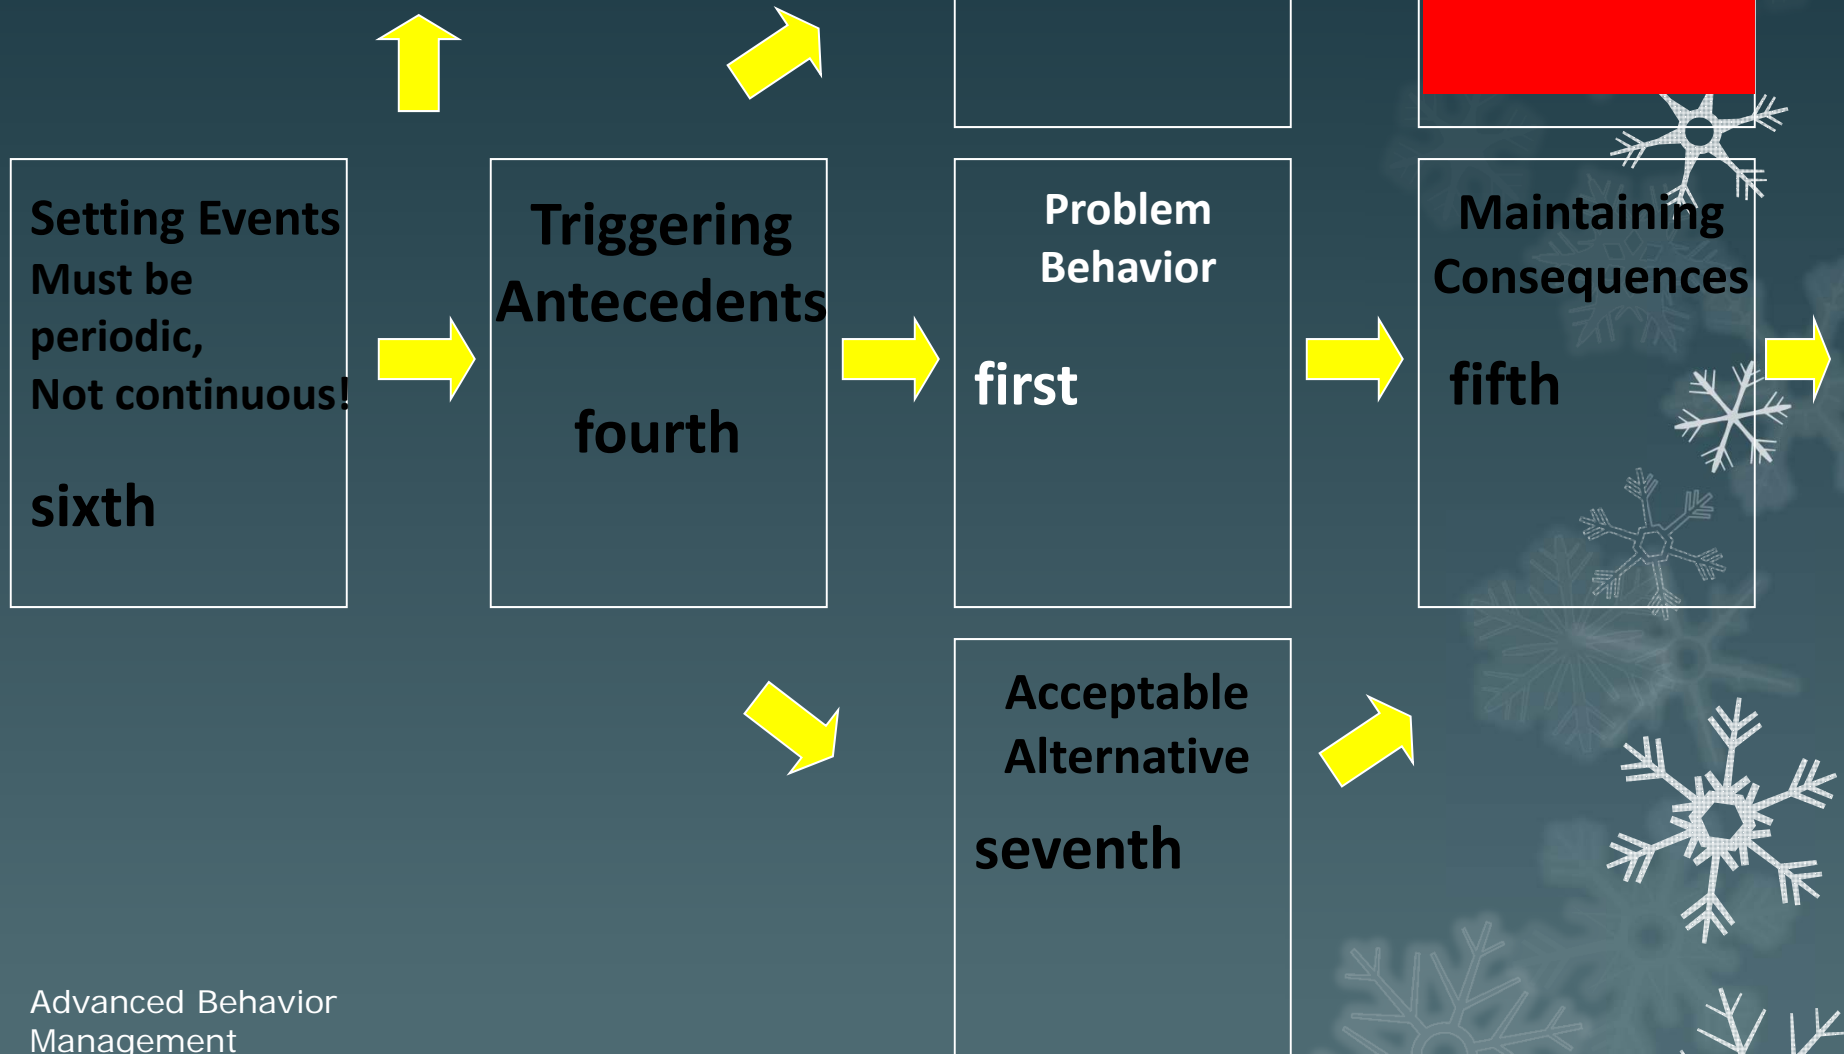 Setting Events
Must be
periodic,
Not continuous!
sixth
Triggering
Antecedents
fourth
Problem
Behavior
first
Maintaining
Consequences
fifth
Acceptable
Alternative
seventh
Advanced Behavior
Management